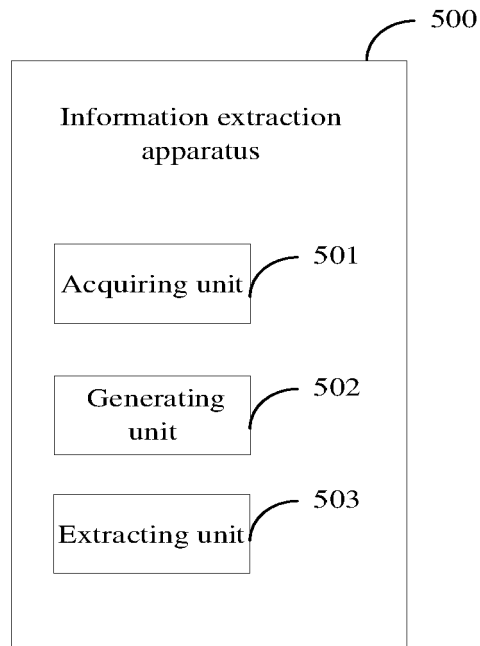 500
Information extraction
apparatus
501
Acquiring unit
502
Generating
unit
503
Extracting unit